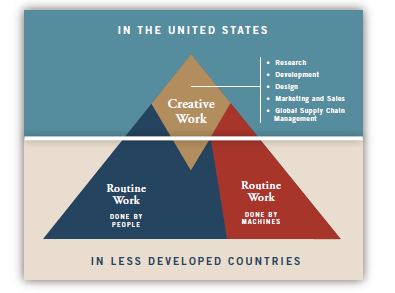 IN THE UNITED STATES
Creative
Work
• Research
• Development
• Design
• Marketing and Sales
• Global Supply Chain
Management
Routine
Work
DONE BY
PEOPLE
Routine
Work
DONE BY
MACHINES
IN LESS DEVELOPED COUNTRIES